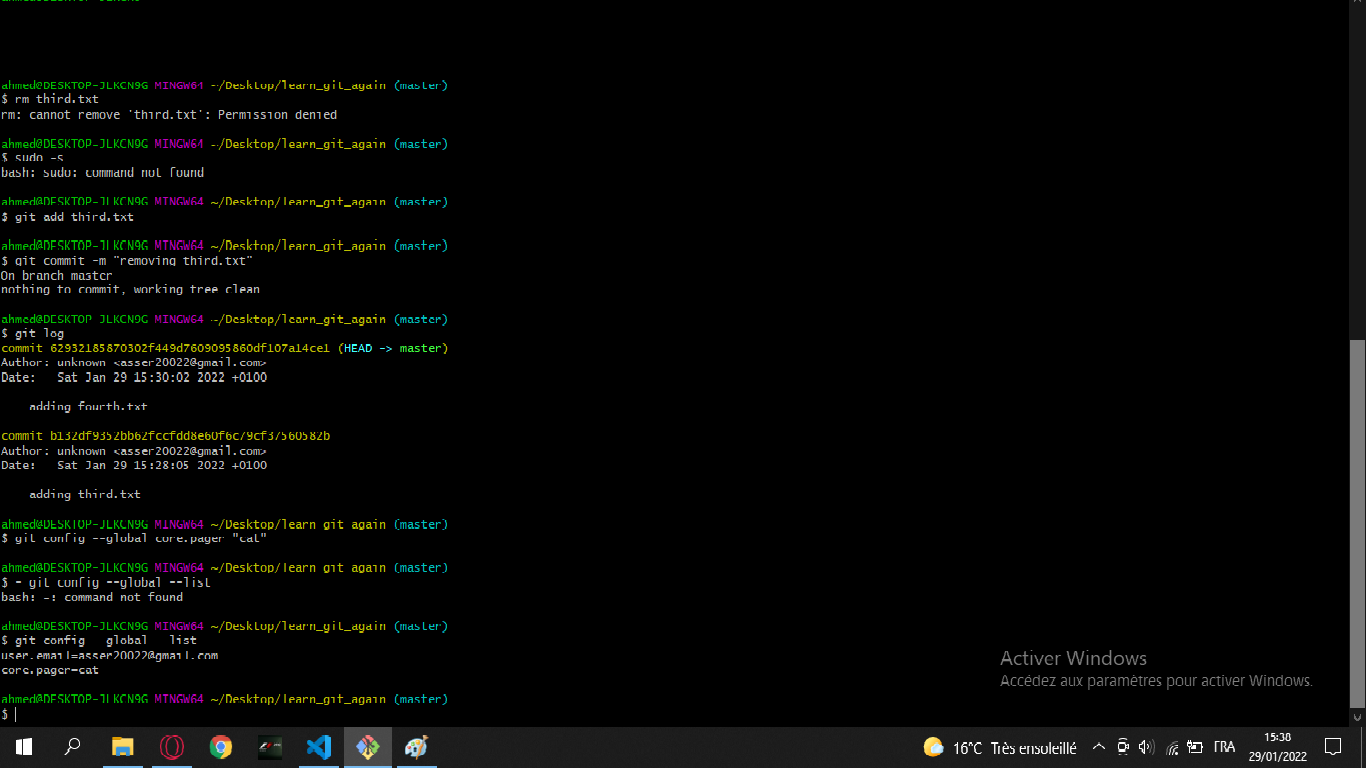 ahmed@DESKTOP-JLKCN9G MINGW64 ~/Desktop/learn_git_again (master)
$ rm third.txt
rm: cannot remove 'third.txt': Permission denied
ahmed@DESKTOP-JLKCN9G MINGW64 ~/Desktop/learn_git_again (master)
$ sudo -s
bash: sudo: command not found
ahmed@DESKTOP-JLKCN9G MINGW64 ~/Desktop/learn_git_again (master)
$ git add third.txt
ahmed@DESKTOP-JLKCN9G MINGW64 ~/Desktop/learn_git_again (master)
$ git commit -m "removing third.txt"
On branch master
nothing to commit, working tree clean
ahmed@DESKTOP-JLKCN9G MINGW64 ~/Desktop/learn_git_again (master)
$ git log
commit 62932185870302f449d7609095860df107a14ce1 (HEAD -> master)
Author: unknown <asser20022@gmail.com>
Date:   Sat Jan 29 15:30:02 2022 +0100
    adding fourth.txt
commit b132df9352bb62fccfdd8e60f6c79cf37560582b
Author: unknown <asser20022@gmail.com>
Date:   Sat Jan 29 15:28:05 2022 +0100
    adding third.txt
ahmed@DESKTOP-JLKCN9G MINGW64 ~/Desktop/learn_git_again (master)
$ git config --global core.pager "cat"
ahmed@DESKTOP-JLKCN9G MINGW64 ~/Desktop/learn_git_again (master)
$ - git config --global --list
bash: -: command not found
ahmed@DESKTOP-JLKCN9G MINGW64 ~/Desktop/learn_git_again (master)
$ git config --global --list
user.email=asser20022@gmail.com
core.pager=cat
ahmed@DESKTOP-JLKCN9G MINGW64 ~/Desktop/learn_git_again (master)
$
Activer Windows
Accédez aux paramètres pour activer Windows.
16°C Très ensoleillé
FRA
15:38
29/01/2022